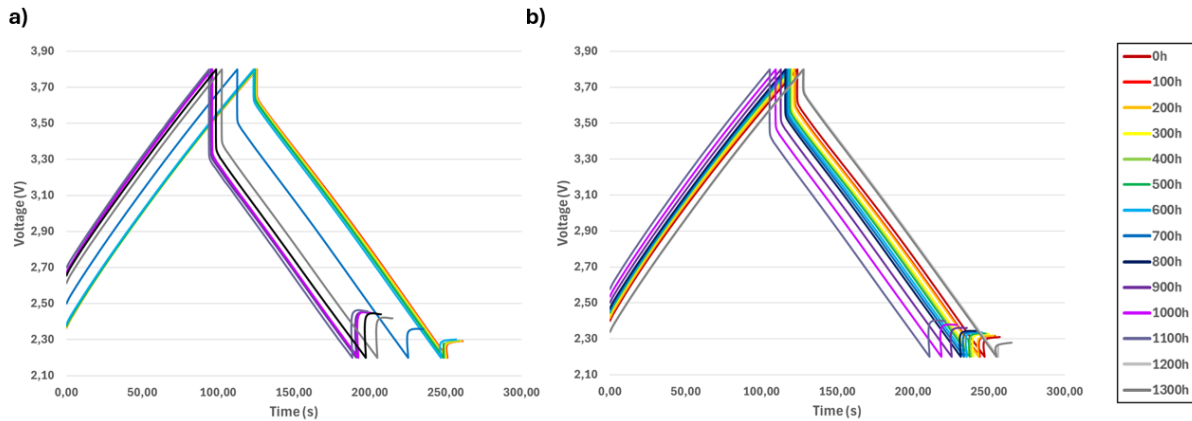 a)
3,90
3,70
3,50
3,30
3,10
2,90
2,70
2,50
2,30
2,10
Voltage (V)
0,00 50,00 100,00 150,00 200,00 250,00 300,00
Time (s)
b)
3,90
3,70
3,50
3,30
3,10
2,90
2,70
2,50
2,30
2,10
Voltage (V)
0,00 50,00 100,00 150,00 200,00 250,00 300,00
Time (s)
0h
100h
200h
300h
400h
500h
600h
700h
800h
900h
1000h
1100h
1200h
1300h